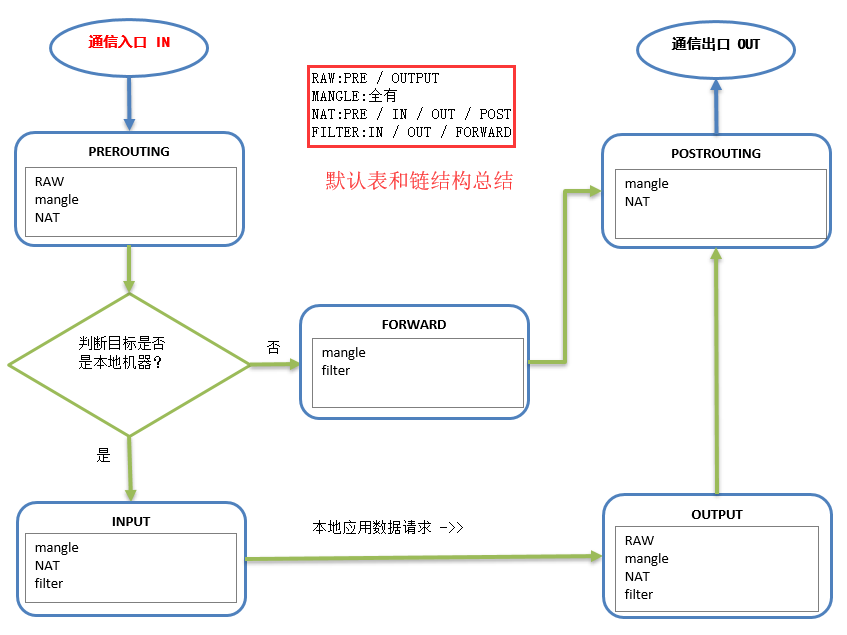 通信入口 IN
通信出口 OUT
RAW:PRE / OUTPUT
MANGLE:全有
NAT:PRE / IN / OUT / POST
FILTER:IN / OUT / FORWARD
默认表和链结构总结
PREROUTING
RAW
mangle
NAT
POSTROUTING
mangle
NAT
判断目标是否
是本地机器？
否
FORWARD
mangle
filter
是
INPUT
mangle
NAT
filter
本地应用数据请求 ->>
OUTPUT
RAW
mangle
NAT
filter